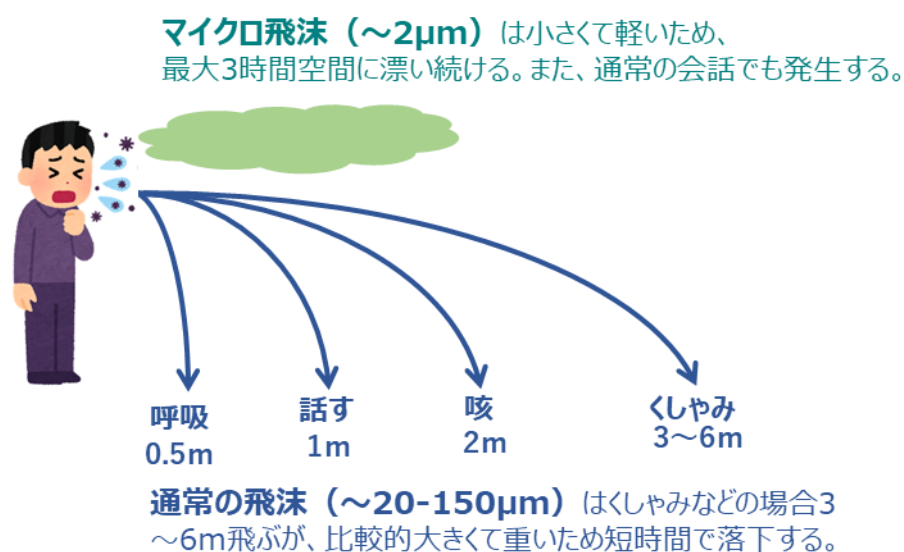 マイクロ飛沫(~2μm)は小さくて軽いため、
最大3時間空間に漂い続ける。また、通常の会話でも発生する。
呼吸
0.5m
話す
1m
咳
2m
くしゃみ
3~6m
通常の飛沫(~20-150μm)はくしゃみなどの場合3
~6m飛ぶが、比較的大きくて重いため短時間で落下する。